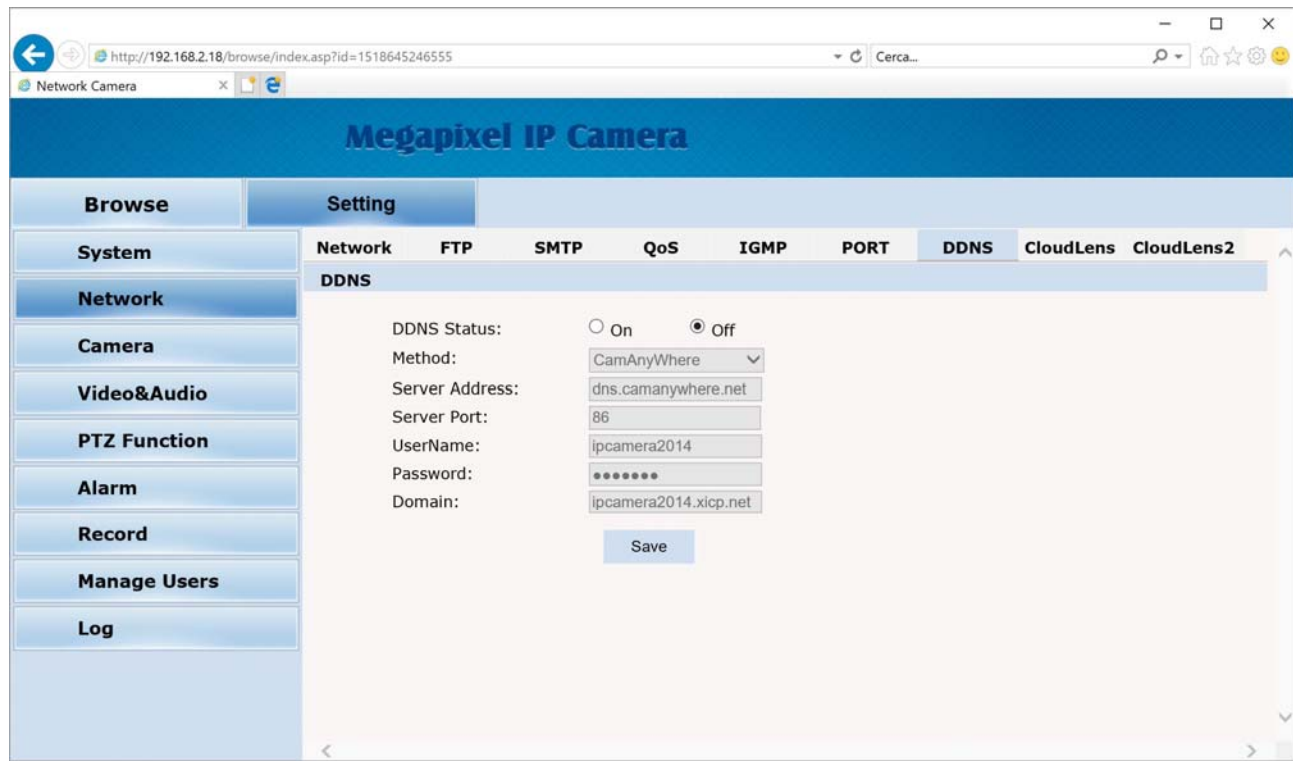 http://192.168.2.18/browse/index.asp?id=1518645246555
Cerca...
Network Camera
Megapixel IP Camera
Browse
Setting
System
Network
Camera
Video&Audio
PTZ Function
Alarm
Record
Manage Users
Log
Network FTP SMTP QoS IGMP PORT DDNS CloudLens CloudLens2
DDNS
DDNS Status: On Off
Method: CamAnyWhere
Server Address: dns.camanywhere.net
Server Port: 86
UserName: ipcamera2014
Password: •••••••
Domain: ipcamera2014.xicp.net
Save